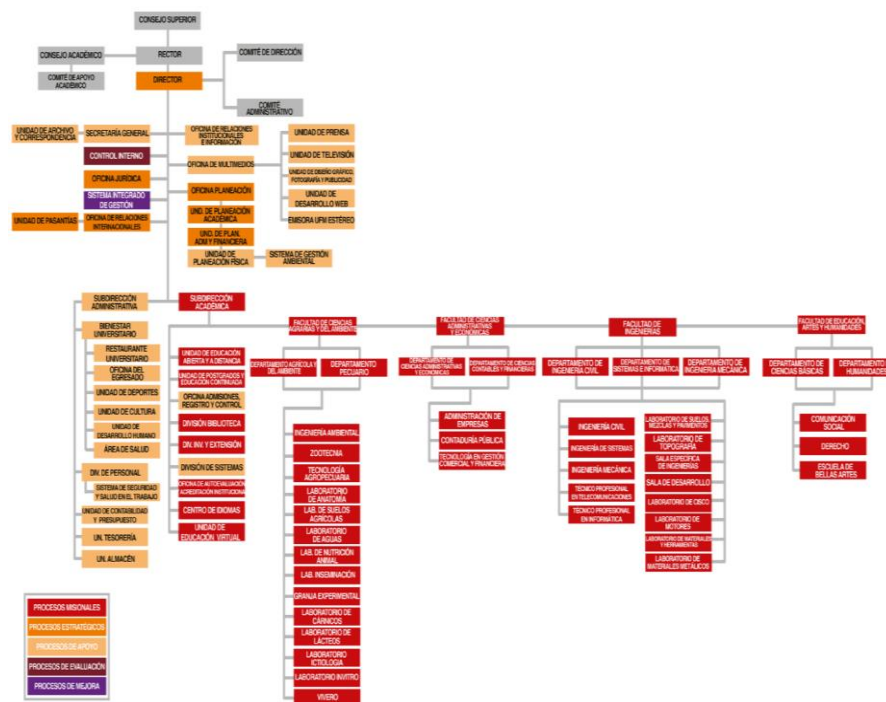 CONSEJO SUPERIOR
CONSEJO ACADÉMICO
RECTOR
COMITÉ DE DIRECCIÓN
COMITÉ DE APOYO
ACADÉMICO
DIRECTOR
COMITÉ
ADMINISTRATIVO
UNIDAD DE ARCHIVO
Y CORRESPONDENCIA
SECRETARÍA GENERAL
OFICINA DE RELACIONES
INSTITUCIONALES
E INFORMACIÓN
UNIDAD DE PRENSA
CONTROL INTERNO
OFICINA DE MULTIMEDIOS
UNIDAD DE TELEVISIÓN
OFICINA JURÍDICA
UNIDAD DE DISEÑO GRÁFICO,
FOTOGRAFÍA Y PUBLICIDAD
SISTEMA INTEGRADO
DE GESTIÓN
OFICINA PLANEACIÓN
UNIDAD DE
DESARROLLO WEB
UNIDAD DE PASANTÍAS
OFICINA DE RELACIONES
INTERNACIONALES
UND. DE PLANEACIÓN
ACADÉMICA
EMISORA UFM ESTÉREO
UND. DE PLAN.
ADM Y FINANCIERA
UNIDAD DE
PLANEACIÓN FÍSICA
SISTEMA DE GESTIÓN
AMBIENTAL
SUBDIRECCIÓN
ADMINISTRATIVA
BIENESTAR
UNIVERSITARIO
RESTAURANTE
UNIVERSITARIO
OFICINA DEL
EGRESADO
UNIDAD DE DEPORTES
UNIDAD DE CULTURA
UNIDAD DE
DESARROLLO HUMANO
ÁREA DE SALUD
DIV. DE PERSONAL
SISTEMA DE SEGURIDAD
Y SALUD EN EL TRABAJO
UNIDAD DE CONTABILIDAD
Y PRESUPUESTO
UN. TESORERÍA
UN. ALMACÉN
SUBDIRECCIÓN
ACADÉMICA
UNIDAD DE EDUCACIÓN
ABIERTA Y A DISTANCIA
UNIDAD DE POSTGRADOS Y
EDUCACIÓN CONTINUADA
OFICINA ADMISIONES,
REGISTRO Y CONTROL
DIVISIÓN BIBLIOTECA
DIV. INV. Y EXTENSIÓN
DIVISIÓN DE SISTEMAS
OFICINA DE AUTOEVALUACIÓN
ACREDITACIÓN INSTITUCIONAL
CENTRO DE IDIOMAS
UNIDAD DE
EDUCACIÓN VIRTUAL
FACULTAD DE CIENCIAS
AGRARIAS Y DEL AMBIENTE
DEPARTAMENTO AGRÍCOLA Y
DEL AMBIENTE
DEPARTAMENTO
PECUARIO
INGENIERÍA AMBIENTAL
ZOOTECNIA
TECNOLOGÍA
AGROPECUARIA
LABORATORIO
DE ANATOMÍA
LAB. DE SUELOS
AGRÍCOLAS
LABORATORIO
DE AGUAS
LAB. DE NUTRICIÓN
ANIMAL
LAB. INSEMINACIÓN
GRANJA EXPERIMENTAL
LABORATORIO DE
CÁRNICOS
LABORATORIO DE
LÁCTEOS
LABORATORIO
ICTIOLOGIA
LABORATORIO INVITRO
VIVERO
FACULTAD DE CIENCIAS
ADMINISTRATIVAS
Y ECONÓMICAS
DEPARTAMENTO DE
CIENCIAS ADMINISTRATIVAS
Y ECONÓMICAS
DEPARTAMENTO DE CIENCIAS
CONTABLES Y FINANCIERAS
ADMINISTRACIÓN DE
EMPRESAS
CONTADURÍA PÚBLICA
TECNOLOGÍA EN GESTIÓN
COMERCIAL Y FINANCIERA
FACULTAD
DE INGENIERIAS
DEPARTAMENTO DE
INGENIERÍA CIVIL
DEPARTAMENTO DE
SISTEMAS E INFORMÁTICA
DEPARTAMENTO DE
INGENIERIA MECÁNICA
INGENIERÍA CIVIL
INGENIERÍA DE SISTEMAS
INGENIERÍA MECÁNICA
TECNICO PROFESIONAL
EN TELECOMUNICACIONES
TÉCNICO PROFESIONAL
EN INFORMÁTICA
LABORATORIO DE SUELOS,
MEZCLAS Y PAVIMENTOS
LABORATORIO DE
TOPOGRAFÍA
SALA ESPECÍFICA
DE INGENIERÍAS
SALA DE DESARROLLO
LABORATORIO DE CISCO
LABORATORIO DE
MOTORES
LABORATORIO DE MATERIALES
Y HERRAMIENTAS
LABORATORIO DE
MATERIALES METÁLICOS
FACULTAD DE EDUCACIÓN,
ARTES Y HUMANIDADES
DEPARTAMENTO DE
CIENCIAS BÁSICAS
DEPARTAMENTO
HUMANIDADES
COMUNICACIÓN
SOCIAL
DERECHO
ESCUELA DE
BELLAS ARTES
PROCESOS MISIONALES
PROCESOS ESTRATÉGICOS
PROCESOS DE APOYO
PROCESOS DE EVALUACIÓN
PROCESOS DE MEJORA